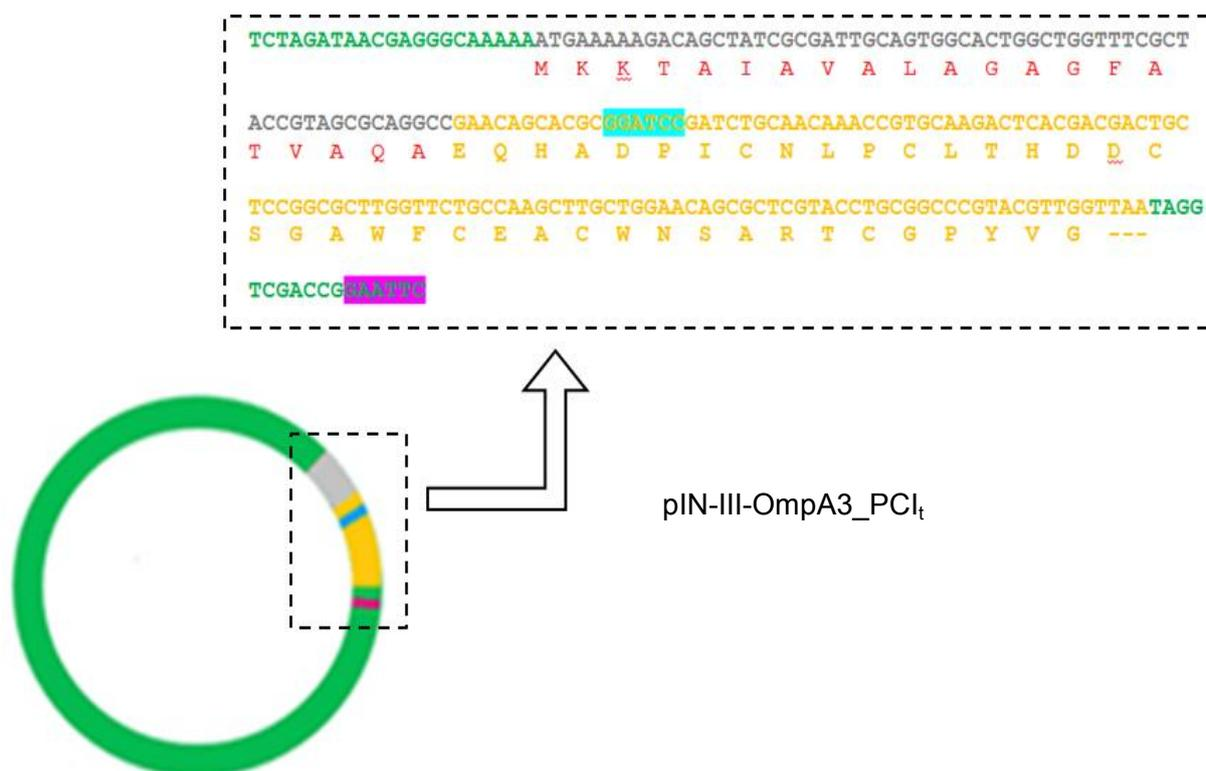 TCTAGATAACGAGGGCAAAAAATGAAAAAGACAGCTATCGCGATTGCAGTGGCACTGGCTGGTTTCGCT
M K K T A I A V A L A G A G F A
ACCGTAGCGCAGGCCGAACAGCACGCGGATCCGATCTGCAACAAACCGTGCAAGACTCACGACGACTGC
T V A Q A E Q H A D P I C N L P C L T H D D C
TCCGGCGCTTGGTTCTGCCAAGCTTGCTGGAACAGCGCTCGTACCTGCGGCCCGTACGTTGGTTAATAGG
S G A W F C E A C W N S A R T C G P Y V G ---
TCGACCGGAATTC
pIN-III-OmpA3_PCIt